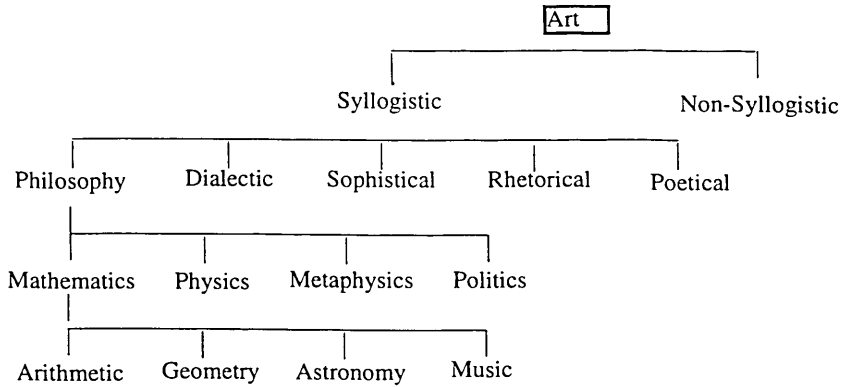 Art
Syllogistic Non-Syllogistic
Philosophy Dialectic Sophistical Rhetorical Poetical
Mathematics Physics Metaphysics Politics
Arithmetic Geometry Astronomy Music